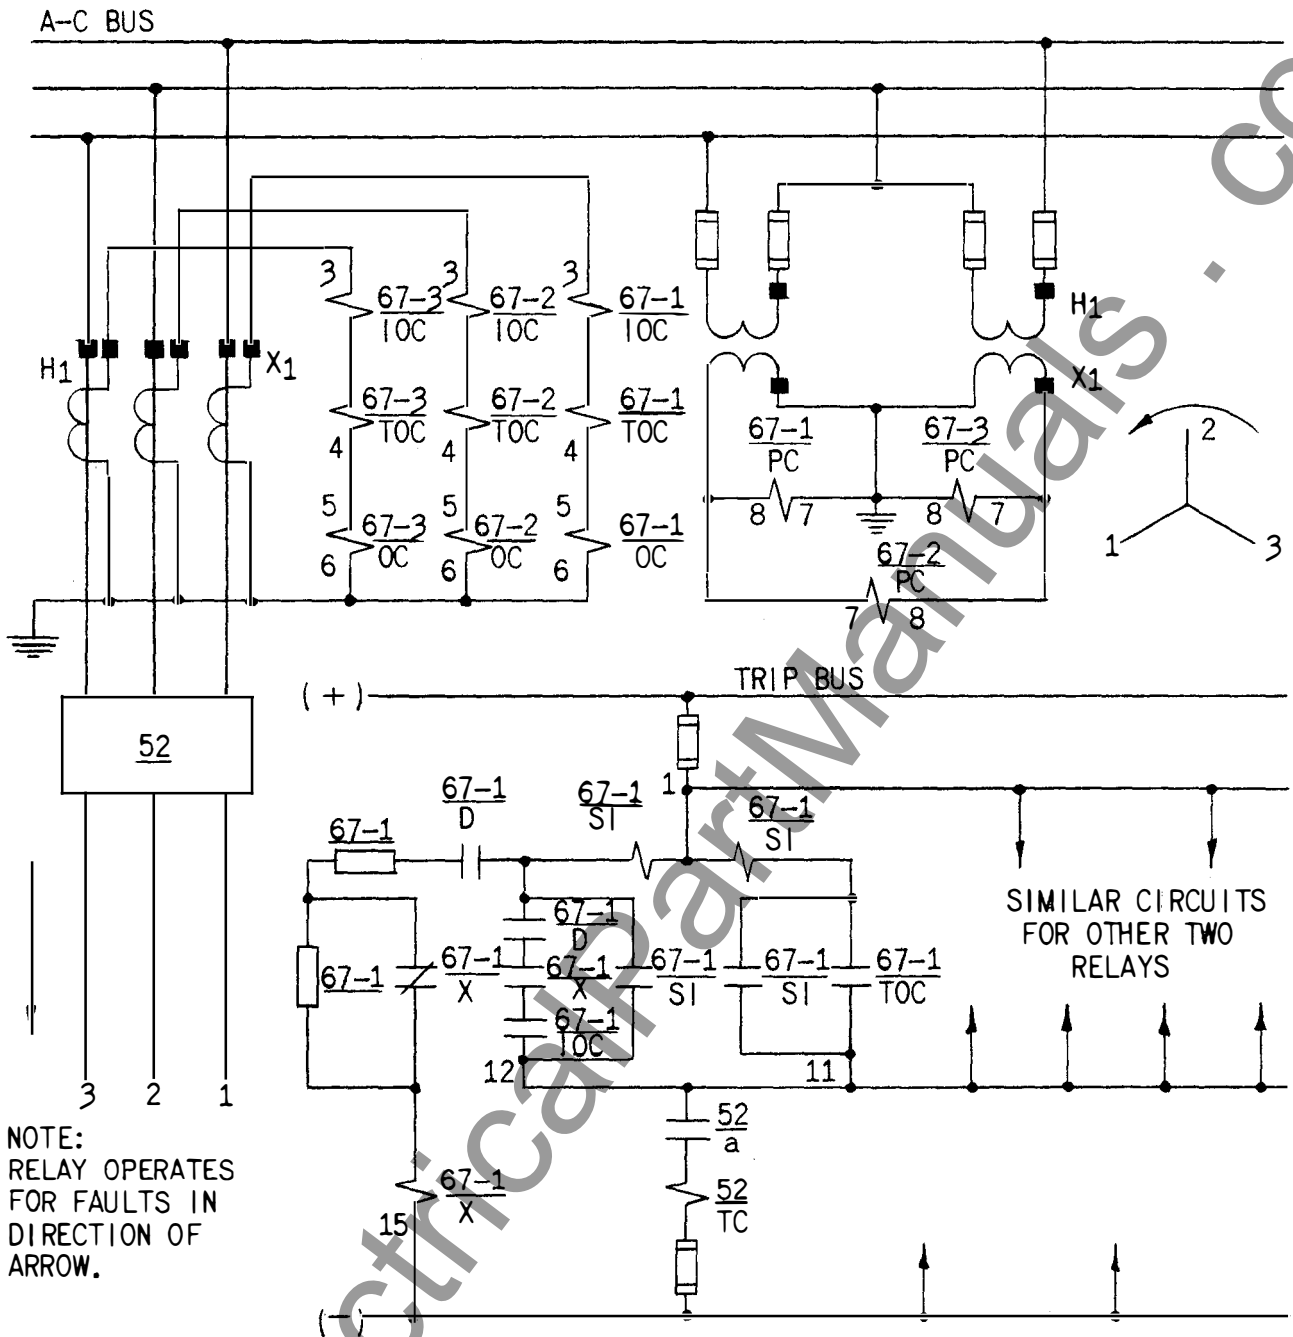 A-C BUS
3
67-3
IOC
3
67-2
IOC
3
67-1
IOC
H1
H1
X1
X1
67-3
TOC
4
67-2
TOC
4
67-1
TOC
4
67-1
PC
67-3
PC
2
1
3
5
67-3
OC
6
5
67-2
OC
6
5
67-1
OC
6
8 7
8 7
67-2
PC
7 8
(+)
TRIP BUS
52
67-1
D
67-1
SI
1
67-1
SI
67-1
67-1
D
67-1
67-1
X
67-1
X
67-1
SI
67-1
SI
67-1
TOC
67-1
IOC
12
11
SIMILAR CIRCUITS
FOR OTHER TWO
RELAYS
3 2 1
52
a
52
TC
67-1
X
15
(-)
NOTE:
RELAY OPERATES
FOR FAULTS IN
DIRECTION OF
ARROW.
ctricalPartManuals . co